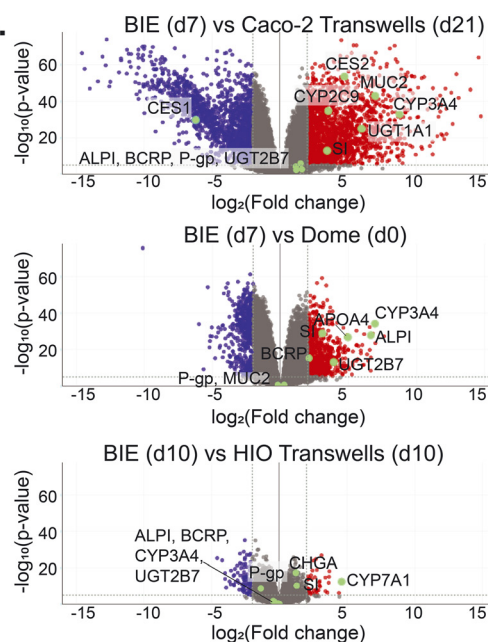 BIE (d7) vs Caco-2 Transwells (d21)
-log₁₀(p-value)
60
40
20
CES2
MUC2
CES1
CYP2C9
CYP3A4
UGT1A1
SI
ALPI, BCRP, P-gp, UGT2B7
-15 -10 -5 0 5 10 15
log₂(Fold change)
BIE (d7) vs Dome (d0)
-log₁₀(p-value)
60
40
20
APOA4
CYP3A4
SI
ALPI
BCRP
UGT2B7
P-gp, MUC2
-15 -10 -5 0 5 10 15
log₂(Fold change)
BIE (d10) vs HIO Transwells (d10)
-log₁₀(p-value)
60
40
20
ALPI, BCRP,
CYP3A4,
UGT2B7
P-gp
CHGA
SI
CYP7A1
-15 -10 -5 0 5 10 15
log₂(Fold change)